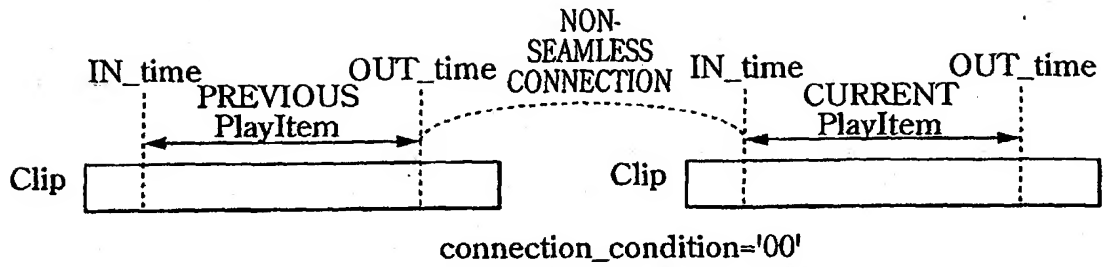 NON-
SEAMLESS
CONNECTION
IN_time
OUT_time
IN_time
OUT_time
PREVIOUS
PlayItem
CURRENT
PlayItem
Clip
Clip
connection_condition='00'